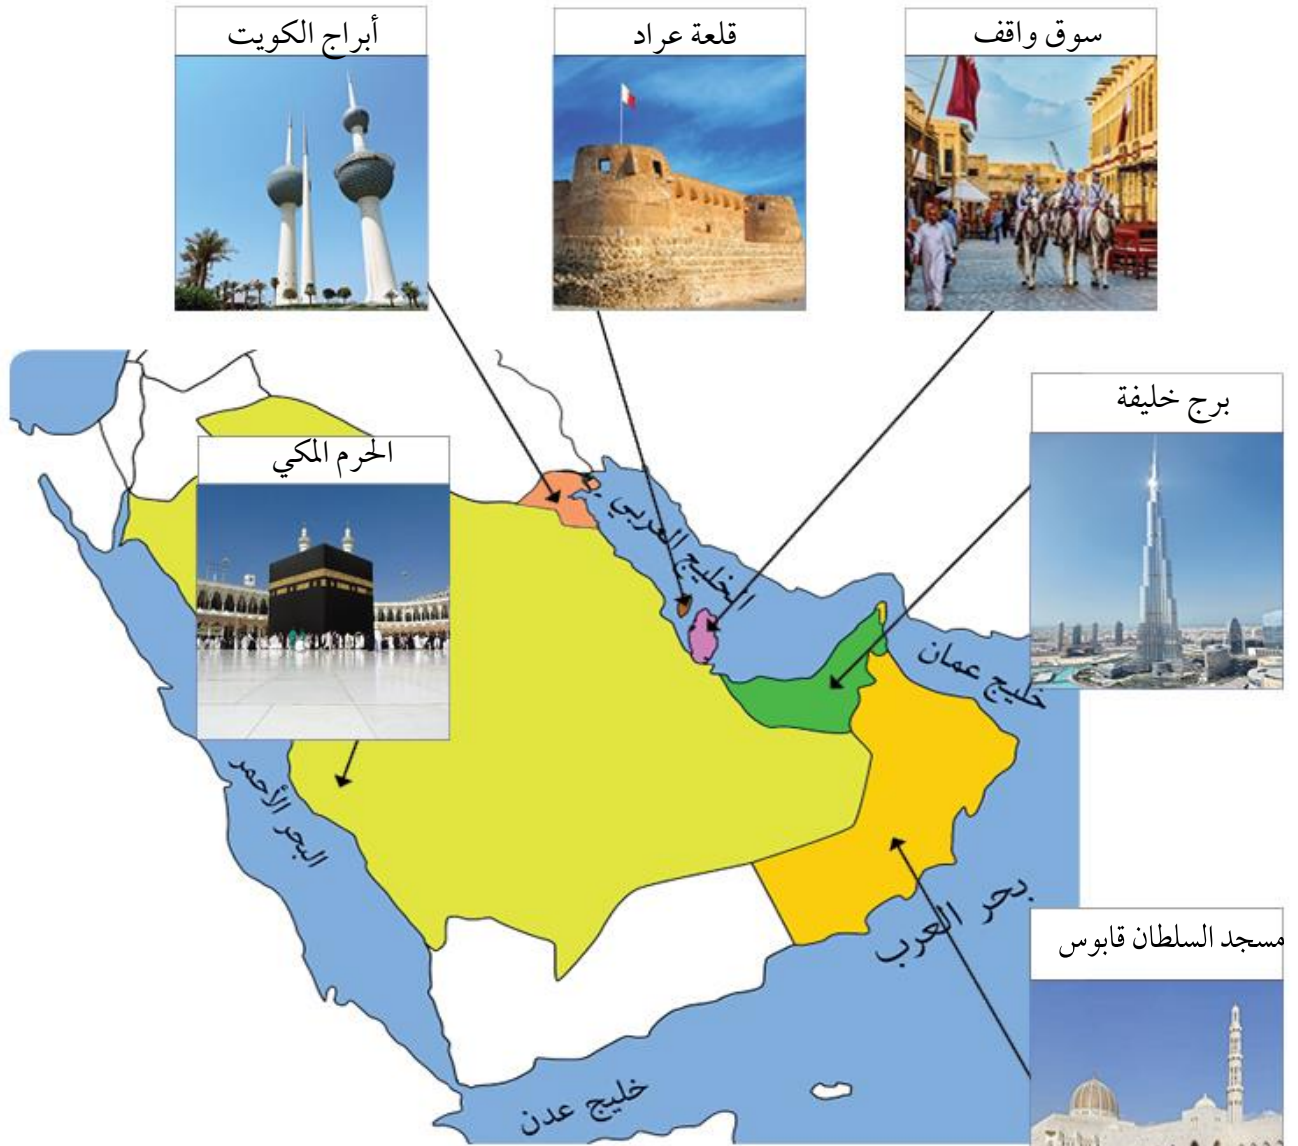 سوق واقف
قلعة عراد
أبراج الكويت
برج خليفة
الحرم المكي
الخليج العربي
خليج عمان
البحر الأحمر
بحر العرب
مسجد السلطان قابوس
خليج عدن